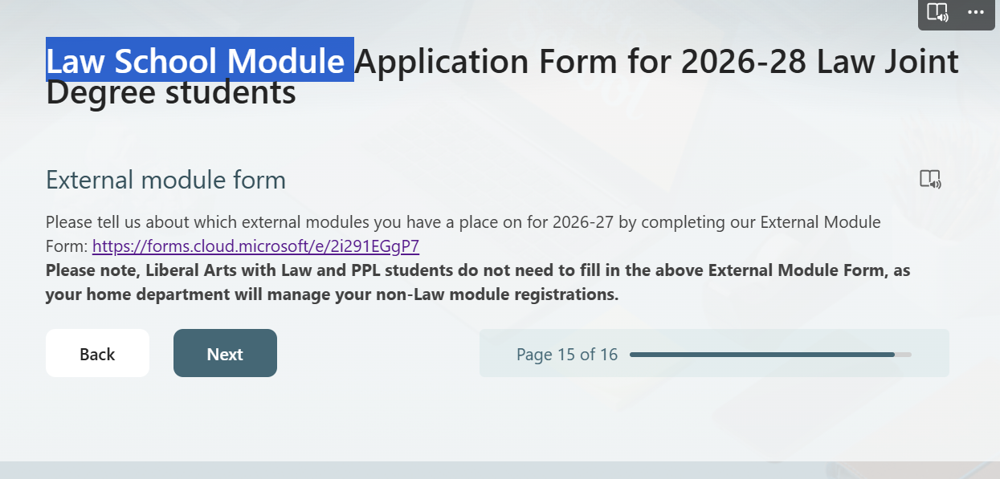 Law School Module Application Form for 2026-28 Law Joint
Degree students
External module form
Please tell us about which external modules you have a place on for 2026-27 by completing our External Module
Form: https://forms.cloud.microsoft/e/2i291EGgP7
Please note, Liberal Arts with Law and PPL students do not need to fill in the above External Module Form, as
your home department will manage your non-Law module registrations.
Back
Next
Page 15 of 16